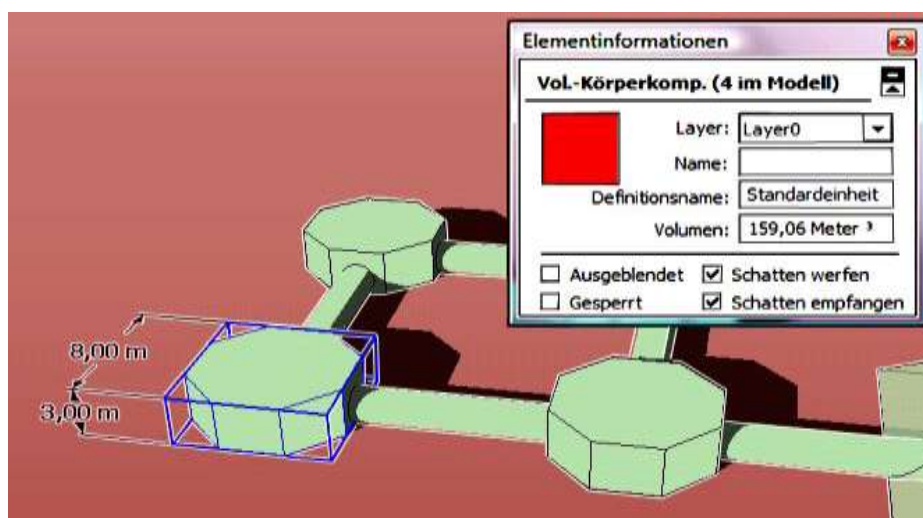 Elementinformationen
Vol.-Körperkomp. (4 im Modell)
Layer: Layer0
Name:
Definitionsname: Standardeinheit
Volumen: 159,06 Meter ³
Ausgeblendet Schatten werfen
Gesperrt Schatten empfangen
8,00 m
3,00 m